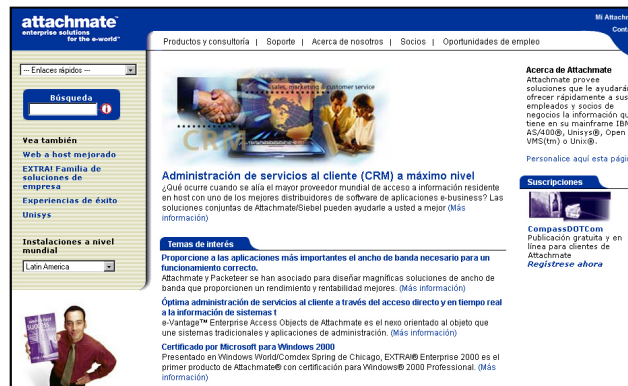 attachmate™
enterprise solutions
for the e-world™
Mi Attachm
Conta
Productos y consultoría | Soporte | Acerca de nosotros | Socios | Oportunidades de empleo
--- Enlaces rápidos ---
Búsqueda
Vea también
Web a host mejorado
EXTRA! Familia de
soluciones de
empresa
Experiencias de éxito
Unisys
Instalaciones a nivel
mundial
Latin America
success
sales, marketing & customer service
CRM
Administración de servicios al cliente (CRM) a máximo nivel
¿Qué ocurre cuando se alía el mayor proveedor mundial de acceso a información residente
en host con uno de los mejores distribuidores de software de aplicaciones e-business? Las
soluciones conjuntas de Attachmate/Siebel pueden ayudarle a usted a mejor (Más
información)
Temas de interés
Proporcione a las aplicaciones más importantes el ancho de banda necesario para un
funcionamiento correcto.
Attachmate y Packeteer se han asociado para diseñar magníficas soluciones de ancho de
banda que proporcionen un rendimiento y rentabilidad mejores. (Más información)
Óptima administración de servicios al cliente a través del acceso directo y en tiempo real
a la información de sistemas t
e-Vantage™ Enterprise Access Objects de Attachmate es el nexo orientado al objeto que
une sistemas tradicionales y aplicaciones de administración. (Más información)
Certificado por Microsoft para Windows 2000
Presentado en Windows World/Comdex Spring de Chicago, EXTRA!® Enterprise 2000 es el
primer producto de Attachmate® con certificación para Windows® 2000 Professional. (Más
información)
Acerca de Attachmate
Attachmate provee
soluciones que le ayudarán
ofrecer rápidamente a sus
empleados y socios de
negocios la información qu
tiene en su mainframe IBM
AS/400®, Unisys®, Open
VMS(tm) o Unix®.
Personalice aquí esta págin
Suscripciones
CompassDOTCom
Publicación gratuita y en
línea para clientes de
Attachmate
Regístrese ahora